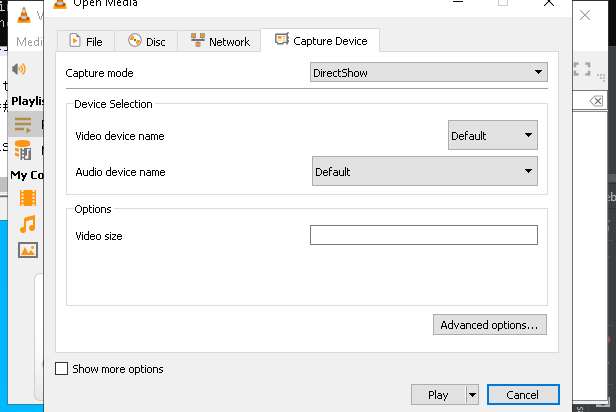 Open Media
Medi
File
Disc
Network
Capture Device
Capture mode
DirectShow
Playlis
Device Selection
Video device name
Default
Audio device name
Default
My Co
Options
Video size
Advanced options...
Show more options
Play
Cancel